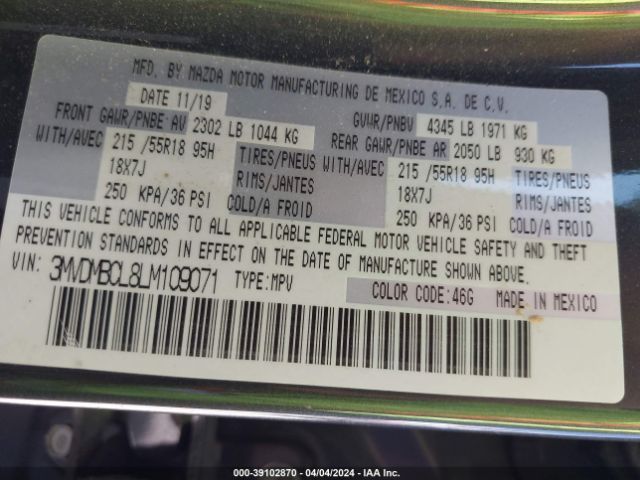 MFD. BY MAZDA MOTOR MANUFACTURING DE MEXICO S.A. DE C.V.
DATE 11/19 GVWR/PNBV 4345 LB 1971 KG
FRONT GAWR/PNBE AV 2302 LB 1044 KG REAR GAWR/PNBE AR 2050 LB 930 KG
WITH/AVEC 215 /55R18 95H TIRES/PNEUS WITH/AVEC 215 /55R18 95H TIRES/PNEUS
18X7J RIMS/JANTES 18X7J RIMS/JANTES
250 KPA/36 PSI COLD/A FROID 250 KPA/36 PSI COLD/A FROID
THIS VEHICLE CONFORMS TO ALL APPLICABLE FEDERAL MOTOR VEHICLE SAFETY AND THEFT
PREVENTION STANDARDS IN EFFECT ON THE DATE OF MANUFACTURE SHOWN ABOVE.
VIN: 3MVDMBCL8LM109071 TYPE: MPV
COLOR CODE:46G MADE IN MEXICO
000-39102870 - 04/04/2024 - IAA Inc.